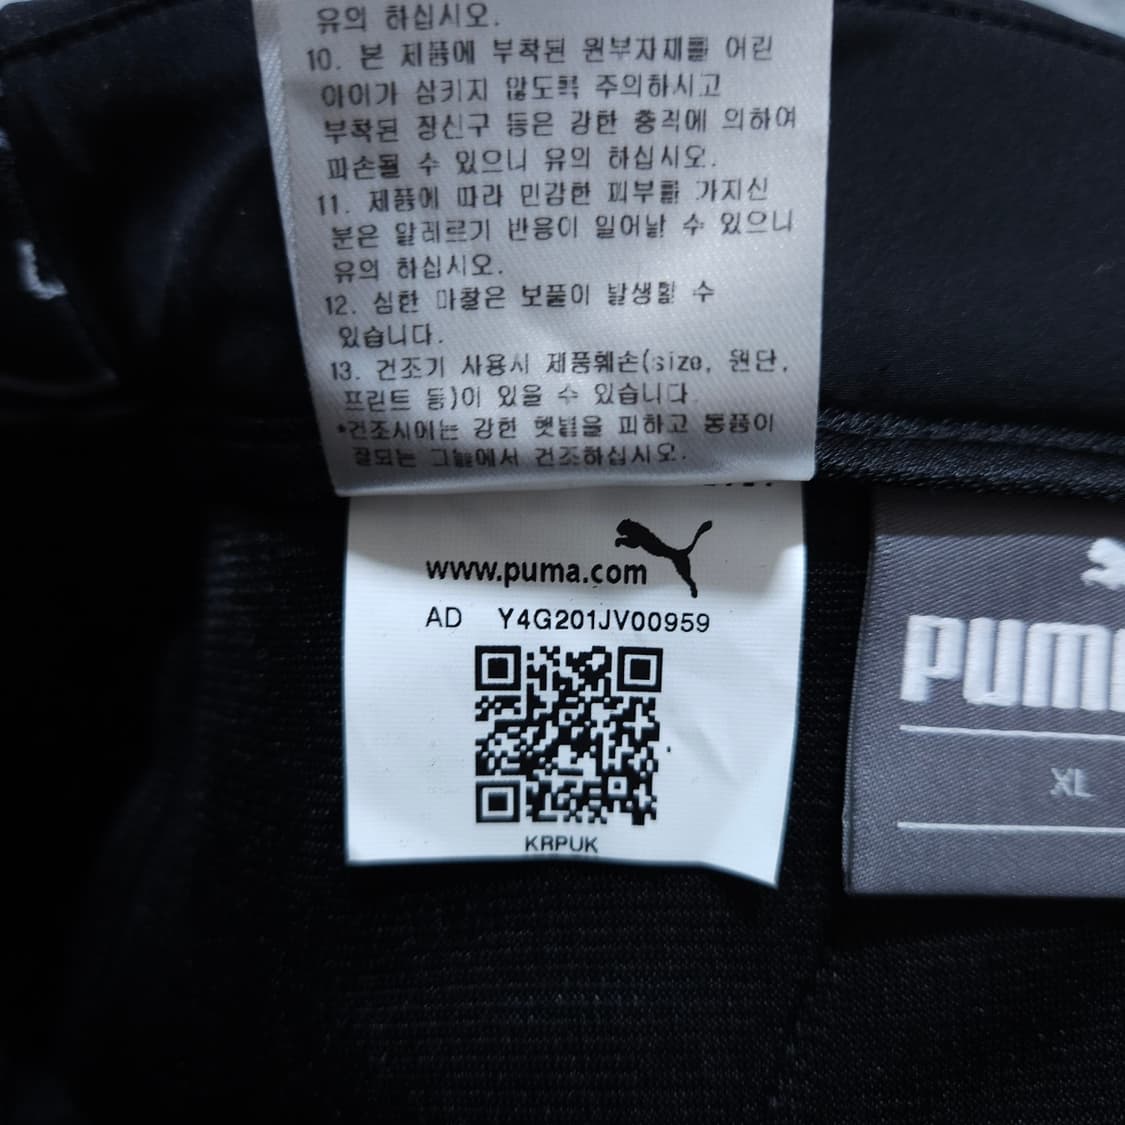 유의 하십시오.
10. 본 제품에 부착된 원부자재를 어린
아이가 삼키지 않도록 주의하시고
부착된 장신구 등은 강한 충격에 의하여
파손될 수 있으니 유의 하십시오.
11. 제품에 따라 민감한 피부를 가지신
분은 알레르기 반응이 일어날 수 있으니
유의 하십시오.
12. 심한 마찰은 보풀이 발생할 수
있습니다.
13. 건조기 사용시 제품훼손(size, 원단,
프린트 등)이 있을 수 있습니다.
*건조시에는 강한 햇볕을 피하고 통풍이
잘되는 그늘에서 건조하십시오.
www.puma.com
AD Y4G201JV00959
KRPUK
PUM
XL